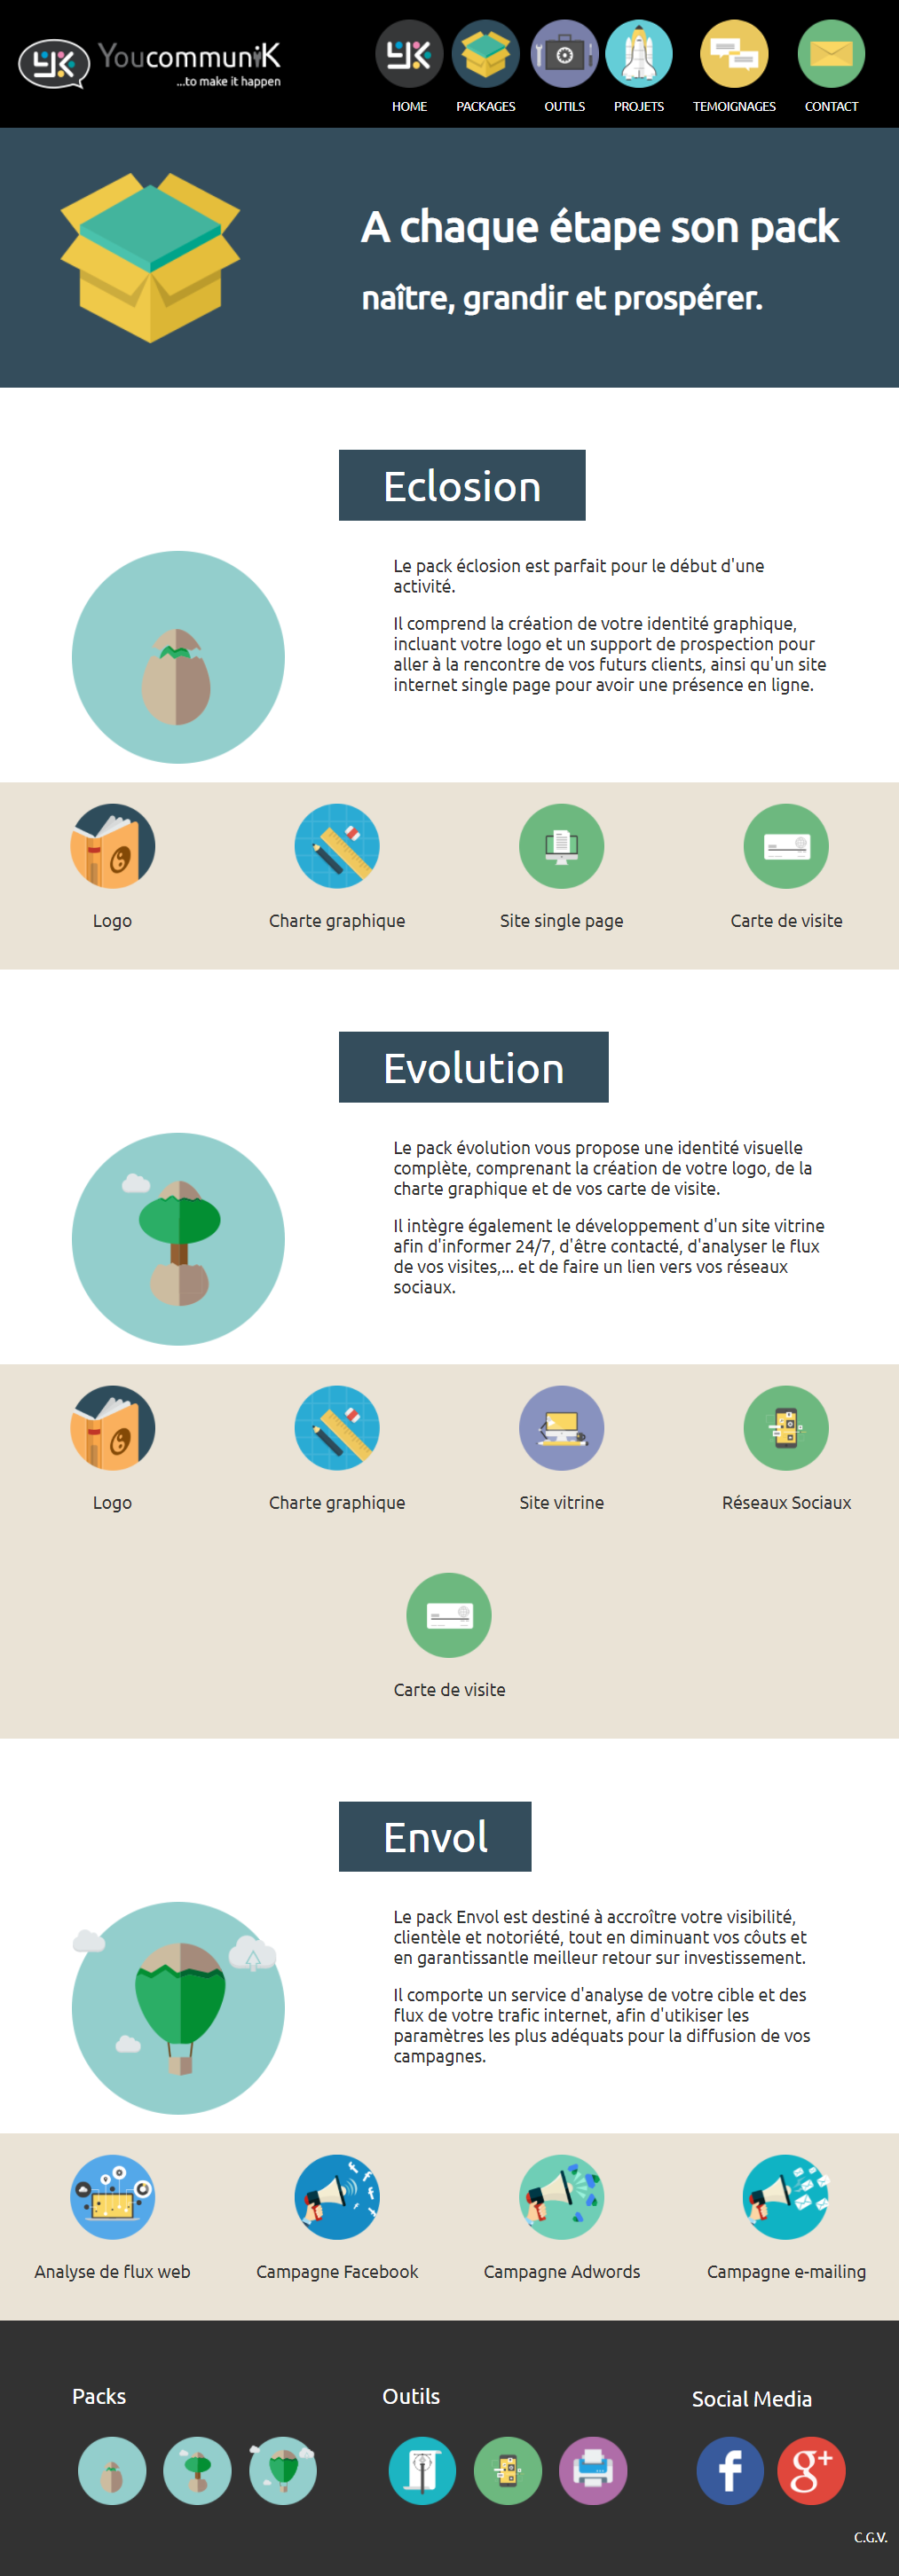 YoucommuniK
...to make it happen
HOME PACKAGES OUTILS PROJETS TEMOIGNAGES CONTACT
A chaque étape son pack
naître, grandir et prospérer.
Eclosion
Le pack éclosion est parfait pour le début d'une
activité.
Il comprend la création de votre identité graphique,
incluant votre logo et un support de prospection pour
aller à la rencontre de vos futurs clients, ainsi qu'un site
internet single page pour avoir une présence en ligne.
Logo Charte graphique Site single page Carte de visite
Evolution
Le pack évolution vous propose une identité visuelle
complète, comprenant la création de votre logo, de la
charte graphique et de vos carte de visite.
Il intègre également le développement d'un site vitrine
afin d'informer 24/7, d'être contacté, d'analyser le flux
de vos visites,... et de faire un lien vers vos réseaux
sociaux.
Logo Charte graphique Site vitrine Réseaux Sociaux
Carte de visite
Envol
Le pack Envol est destiné à accroître votre visibilité,
clientèle et notoriété, tout en diminuant vos côuts et
en garantissantle meilleur retour sur investissement.
Il comporte un service d'analyse de votre cible et des
flux de votre trafic internet, afin d'utikiser les
paramètres les plus adéquats pour la diffusion de vos
campagnes.
Analyse de flux web Campagne Facebook Campagne Adwords Campagne e-mailing
Packs Outils Social Media
f g+
C.G.V.